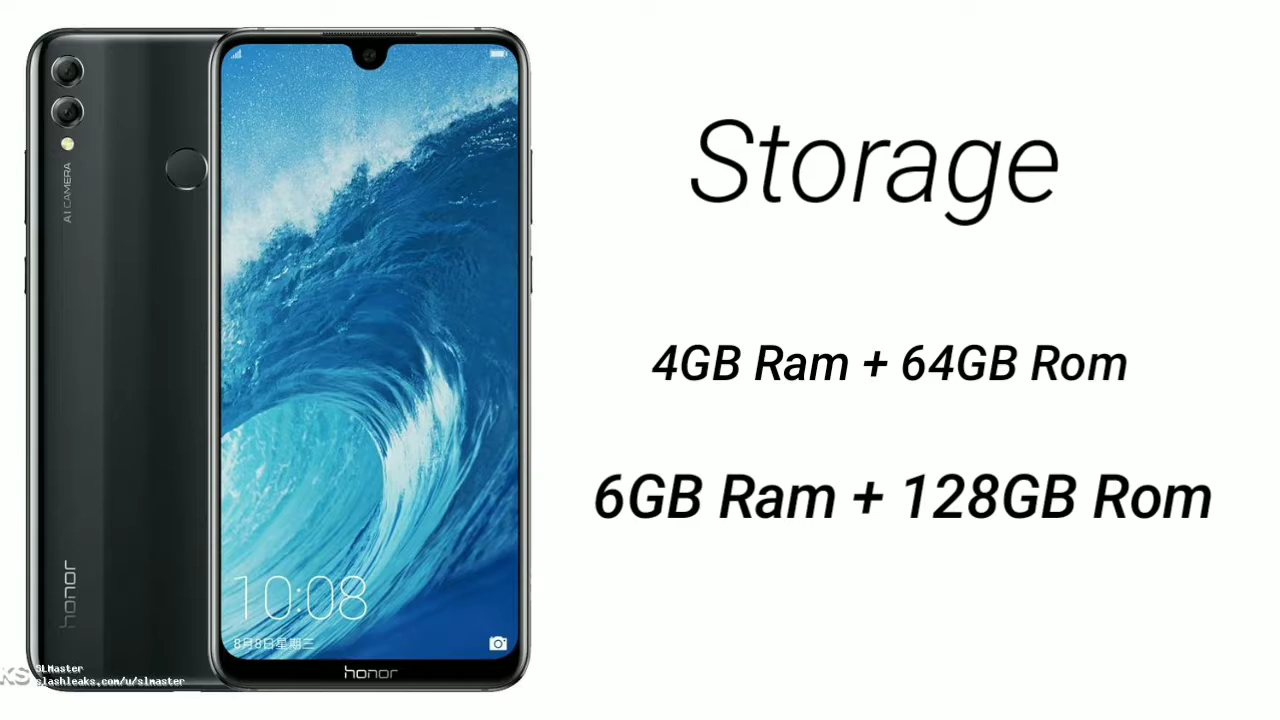 Storage
4GB Ram + 64GB Rom
6GB Ram + 128GB Rom
AI CAMERA
honor
10:08
8月8日星期三
honor
KS
SLMaster
slashleaks.com/u/slmaster